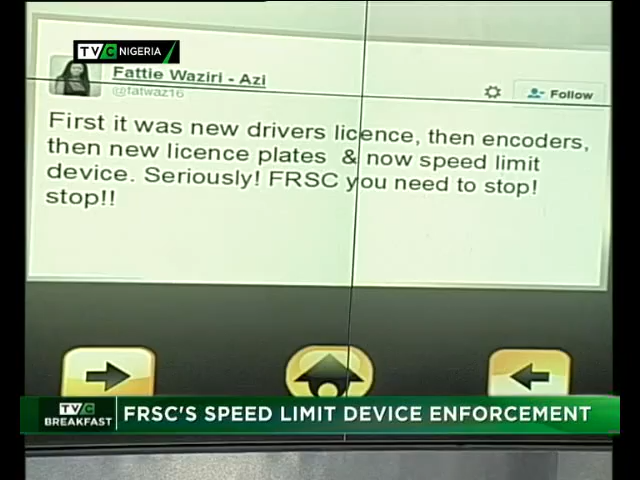 TVC NIGERIA
Fattie Waziri - Azi
@fatwaz16
Follow
First it was new drivers licence, then encoders,
then new licence plates & now speed limit
device. Seriously! FRSC you need to stop!
stop!!
TVC
BREAKFAST
FRSC'S SPEED LIMIT DEVICE ENFORCEMENT